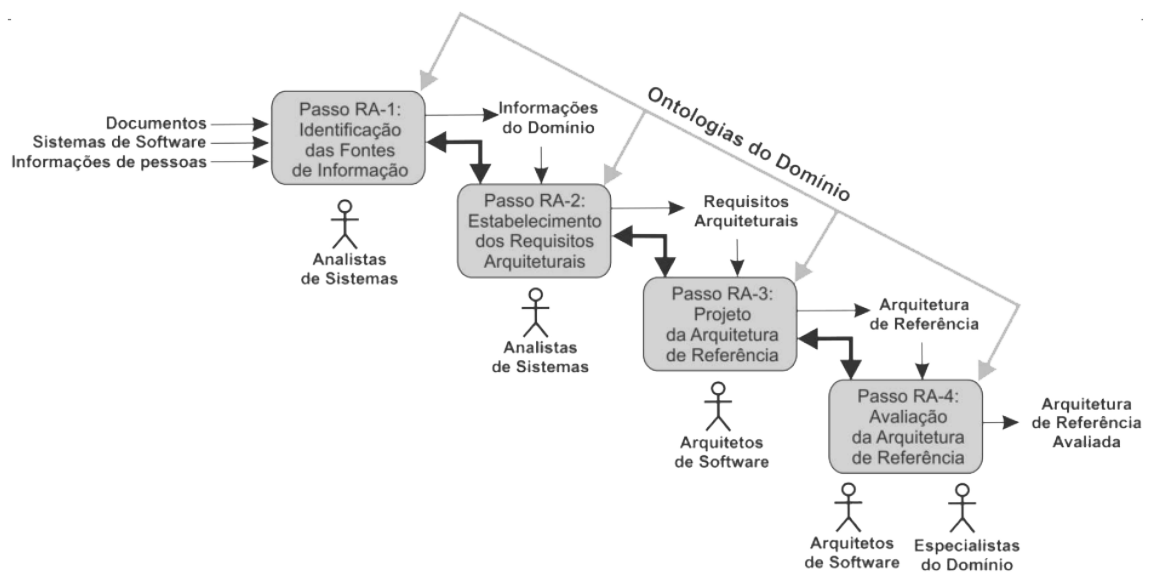 Ontologias do Domínio
Documentos
Sistemas de Software
Informações de pessoas
Passo RA-1:
Identificação
das Fontes
de Informação
Informações
do Domínio
Analistas
de Sistemas
Passo RA-2:
Estabelecimento
dos Requisitos
Arquiteturais
Requisitos
Arquiteturais
Analistas
de Sistemas
Passo RA-3:
Projeto
da Arquitetura
de Referência
Arquitetura
de Referência
Arquitetos
de Software
Passo RA-4:
Avaliação
da Arquitetura
de Referência
Arquitetura
de Referência
Avaliada
Arquitetos
de Software
Especialistas
do Domínio